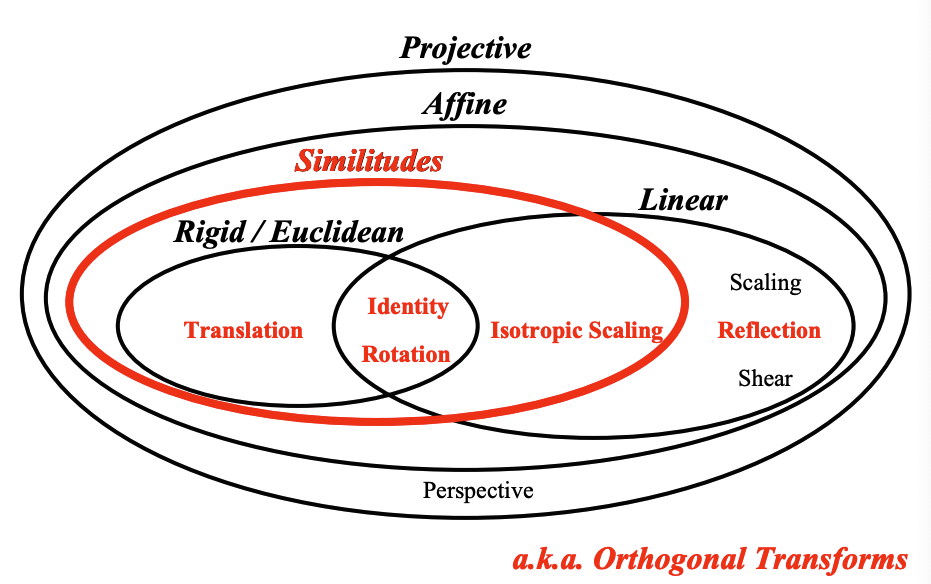 Projective
Affine
Similitudes
Linear
Rigid / Euclidean
Scaling
Identity
Translation
Isotropic Scaling
Reflection
Rotation
Shear
Perspective
a.k.a. Orthogonal Transforms